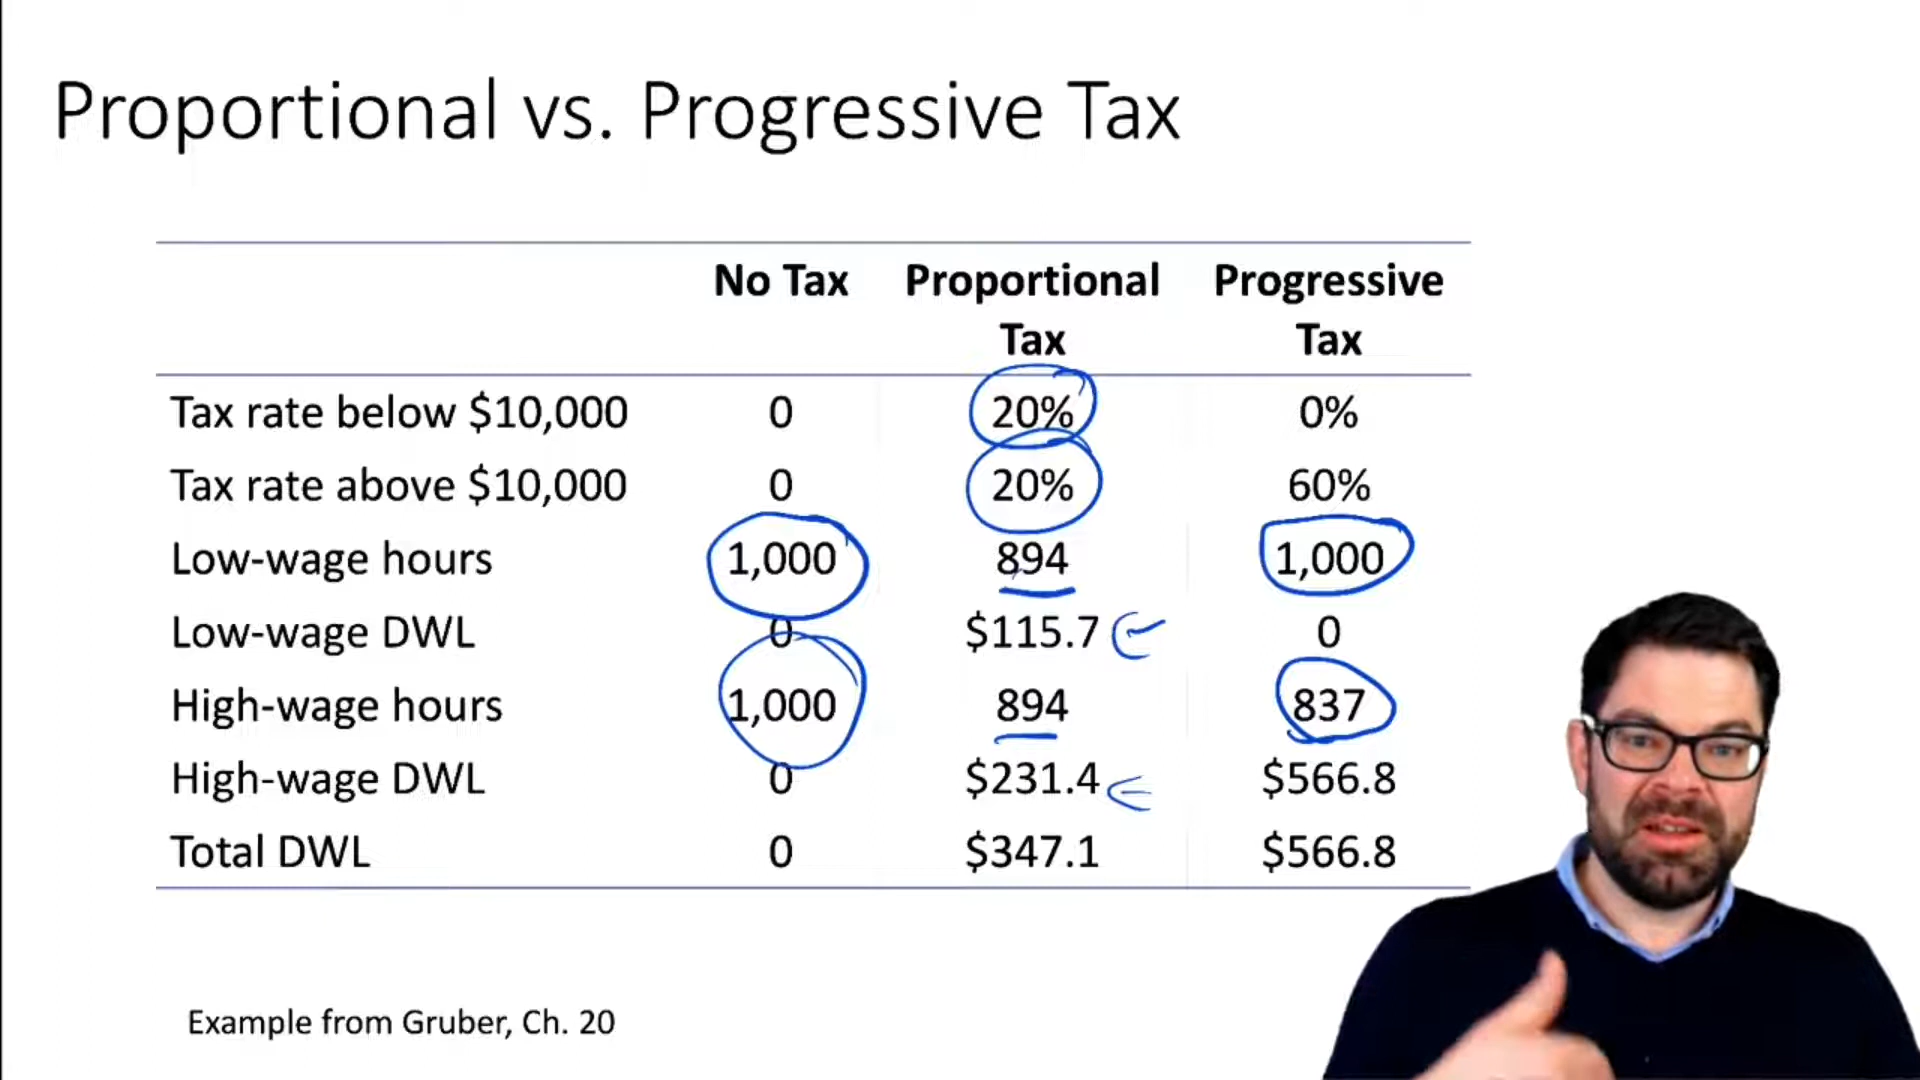 Proportional vs. Progressive Tax
No Tax Proportional Tax Progressive Tax
Tax rate below $10,000 0 20% 0%
Tax rate above $10,000 0 20% 60%
Low-wage hours 1,000 894 1,000
Low-wage DWL 0 $115.7 0
High-wage hours 1,000 894 837
High-wage DWL 0 $231.4 $566.8
Total DWL 0 $347.1 $566.8
Example from Gruber, Ch. 20